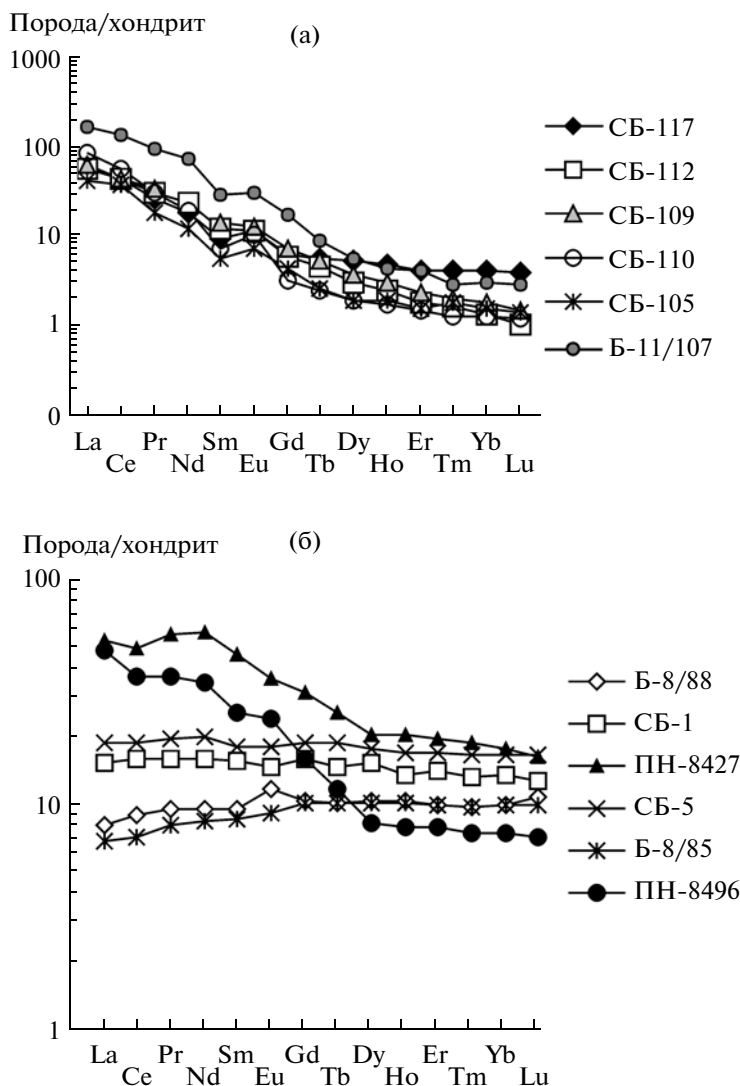 Порода/хондрит
(а)
1000
100
10
1
0
La Ce Pr Nd Sm Eu Gd Tb Dy Ho Er Tm Yb Lu
СБ-117
СБ-112
СБ-109
СБ-110
СБ-105
Б-11/107
Порода/хондрит
(б)
100
10
1
La Ce Pr Nd Sm Eu Gd Tb Dy Ho Er Tm Yb Lu
Б-8/88
СБ-1
ПН-8427
СБ-5
Б-8/85
ПН-8496